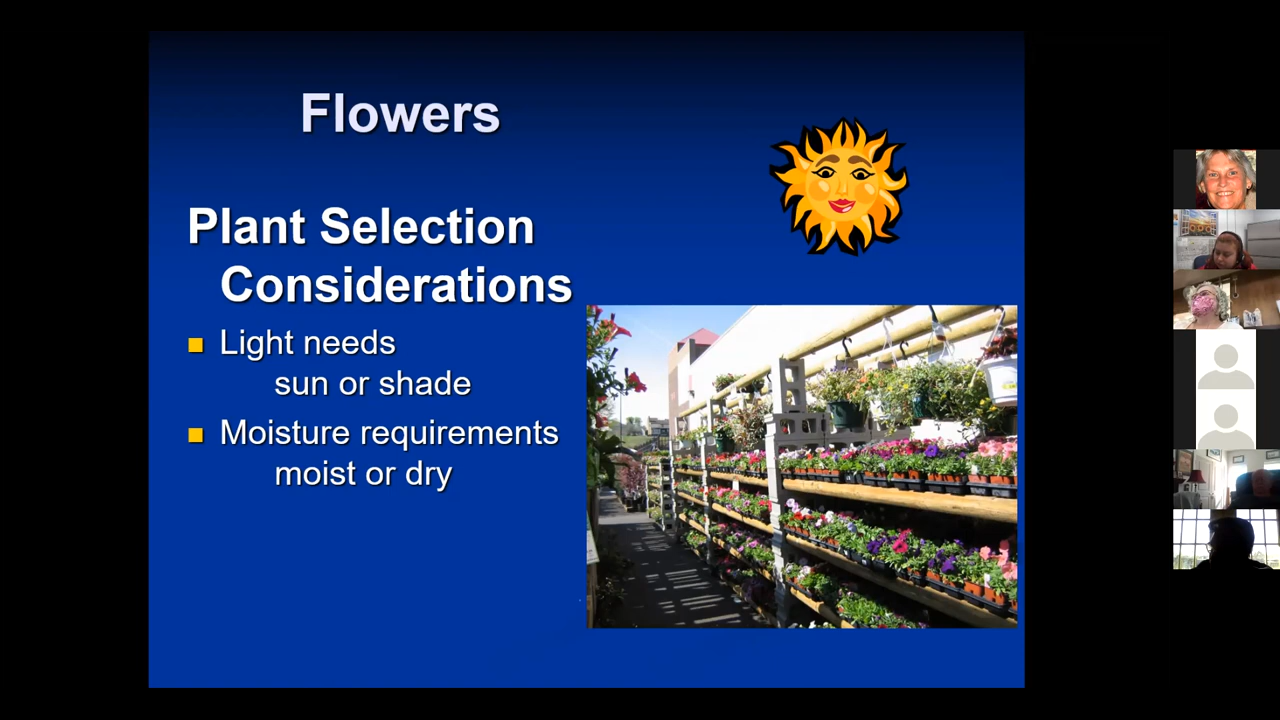 Flowers
Plant Selection
Considerations
Light needs
sun or shade
Moisture requirements
moist or dry